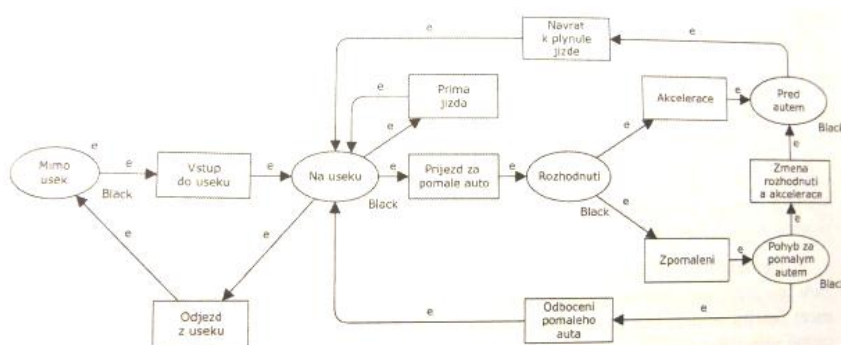 e
Navrat
k plynule
jizde
e
e
Prima
jizda
Akcelerace
e
Pred
autem
e
e
Black
Mimo
usek
e
e
Vstup
do useku
e
Na useku
e
Prijezd za
pomale auto
e
Rozhodnuti
e
Zmena
rozhodnuti
a akcelerace
Black
Black
Black
e
e
e
e
e
Zpomaleni
e
Pohyb za
pomalym
autem
Black
Odjezd
z useku
e
Odboceni
pomaleho
auta
e